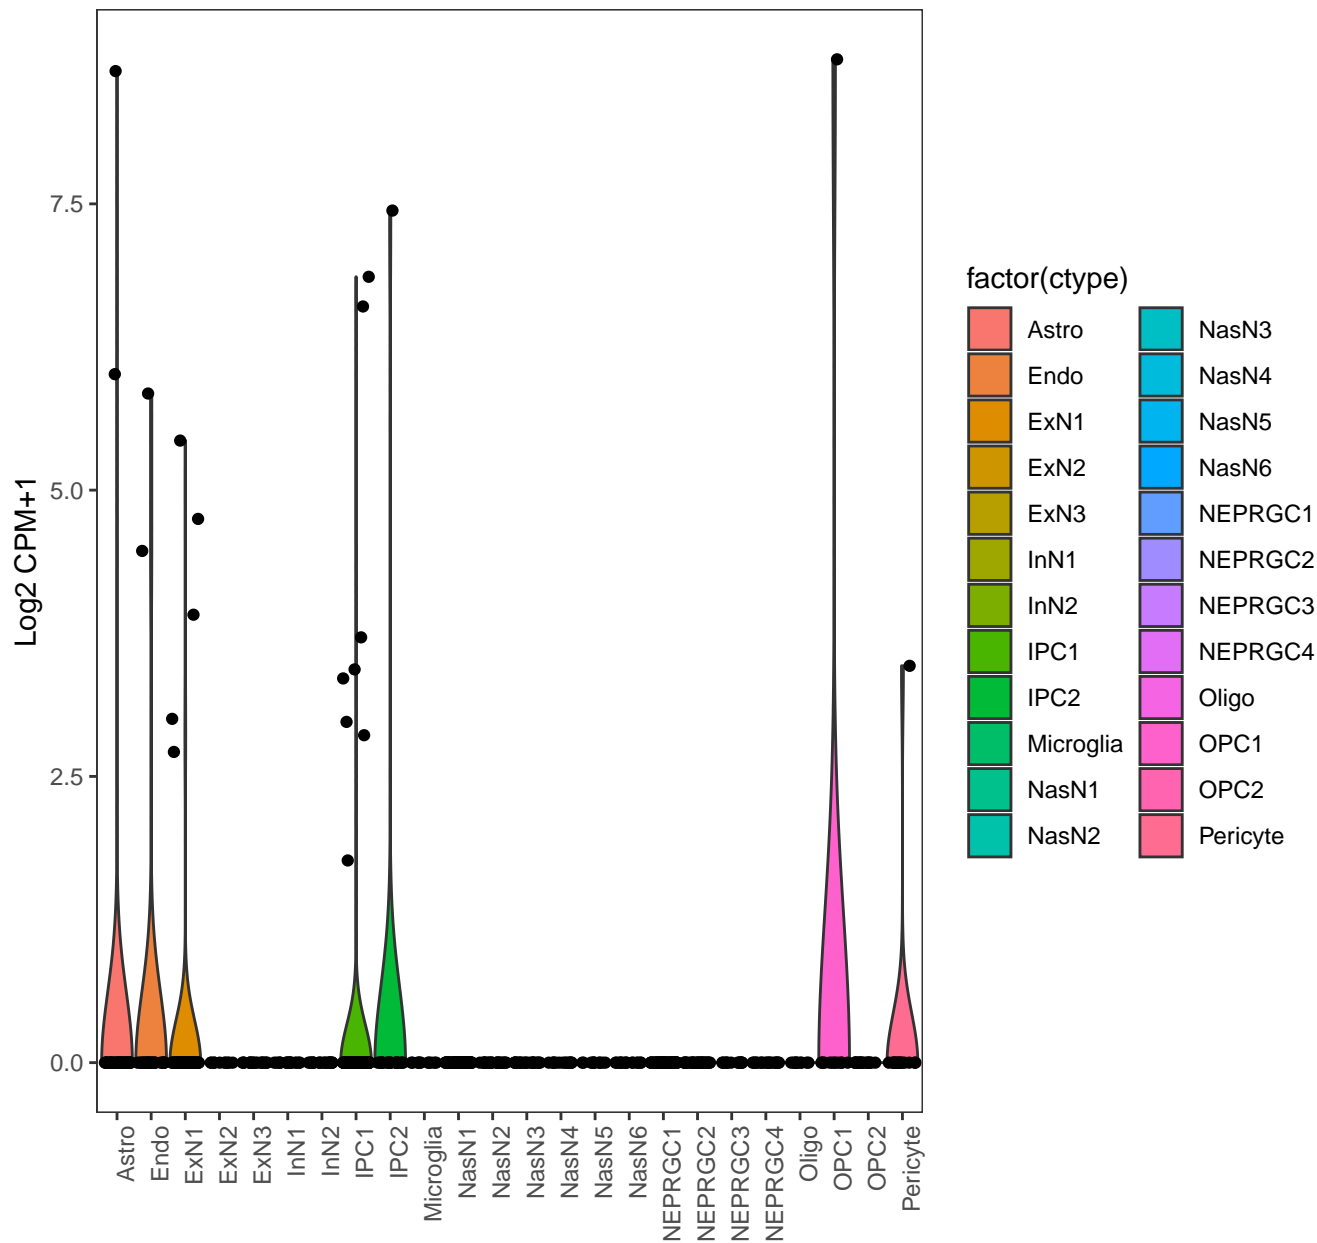 7.5
5.0
2.5
0.0
Log2 CPM+1
Astro
Endo
ExN1
ExN2
ExN3
InN1
InN2
IPC1
IPC2
Microglia
NasN1
NasN2
NasN3
NasN4
NasN5
NasN6
NEPRGC1
NEPRGC2
NEPRGC3
NEPRGC4
Oligo
OPC1
OPC2
Pericyte
factor(ctype)
Astro
Endo
ExN1
ExN2
ExN3
InN1
InN2
IPC1
IPC2
Microglia
NasN1
NasN2
NasN3
NasN4
NasN5
NasN6
NEPRGC1
NEPRGC2
NEPRGC3
NEPRGC4
Oligo
OPC1
OPC2
Pericyte